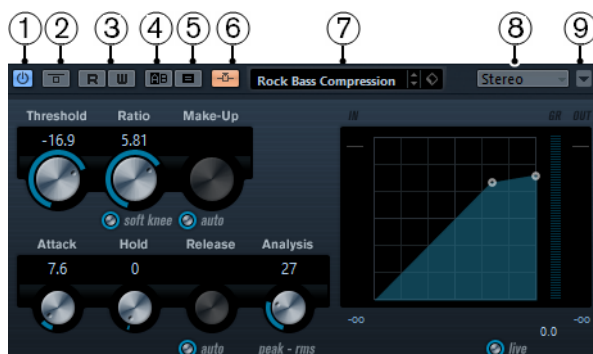 1 2 3 4 5 6 7 8 9
R W AB Rock Bass Compression Stereo
Threshold Ratio Make-Up IN GR OUT
-16.9 5.81
soft knee auto
Attack Hold Release Analysis
7.6 0 27
-oo -oo
0.0
auto peak - rms live